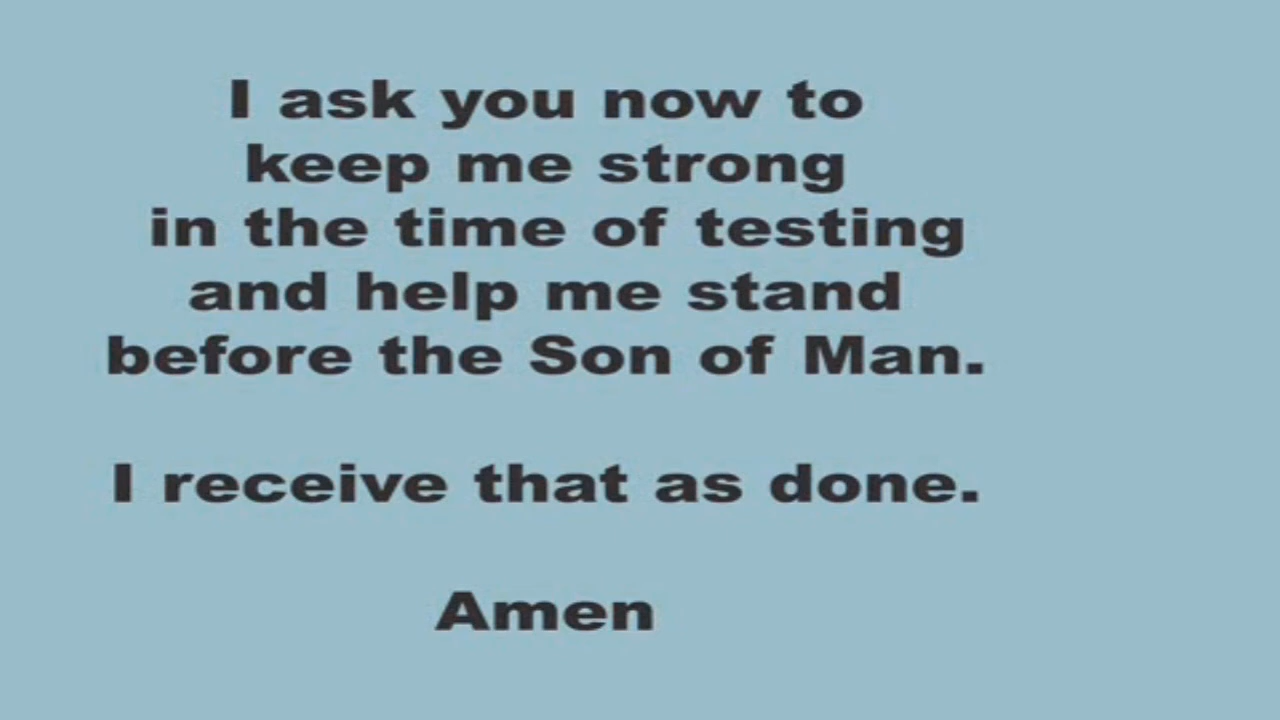 I ask you now to
keep me strong
in the time of testing
and help me stand
before the Son of Man.
I receive that as done.
Amen